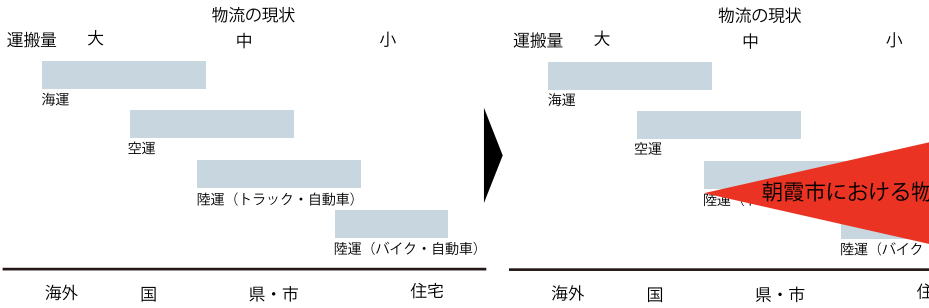 物流の現状
運搬量 大 中 小
海運
空運
陸運（トラック・自動車）
陸運（バイク・自動車）
海外 国 県・市 住宅
物流の現状
運搬量 大 中 小
海運
空運
朝霞市における物
陸運（
陸運（バイク
海外 国 県・市